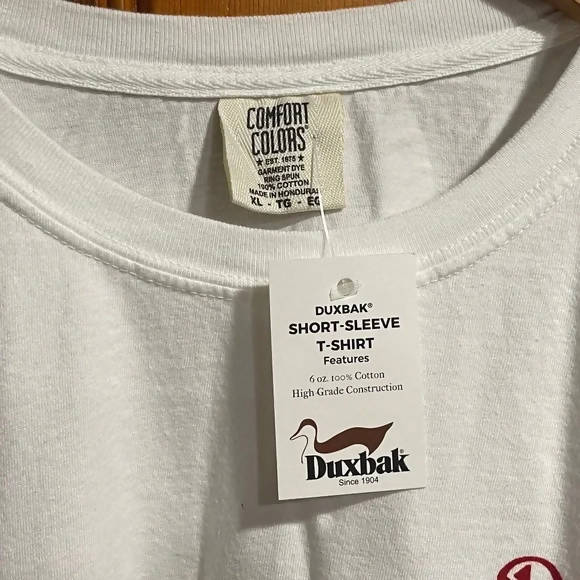 COMFORT
COLORS®
★ EST. 1975 ★
GARMENT DYE
RING SPUN
100% COTTON
MADE IN HONDURAS
XL - TG - EG
DUXBAK®
SHORT-SLEEVE
T-SHIRT
Features
6 oz. 100% Cotton
High-Grade Construction
Duxbak®
Since 1904